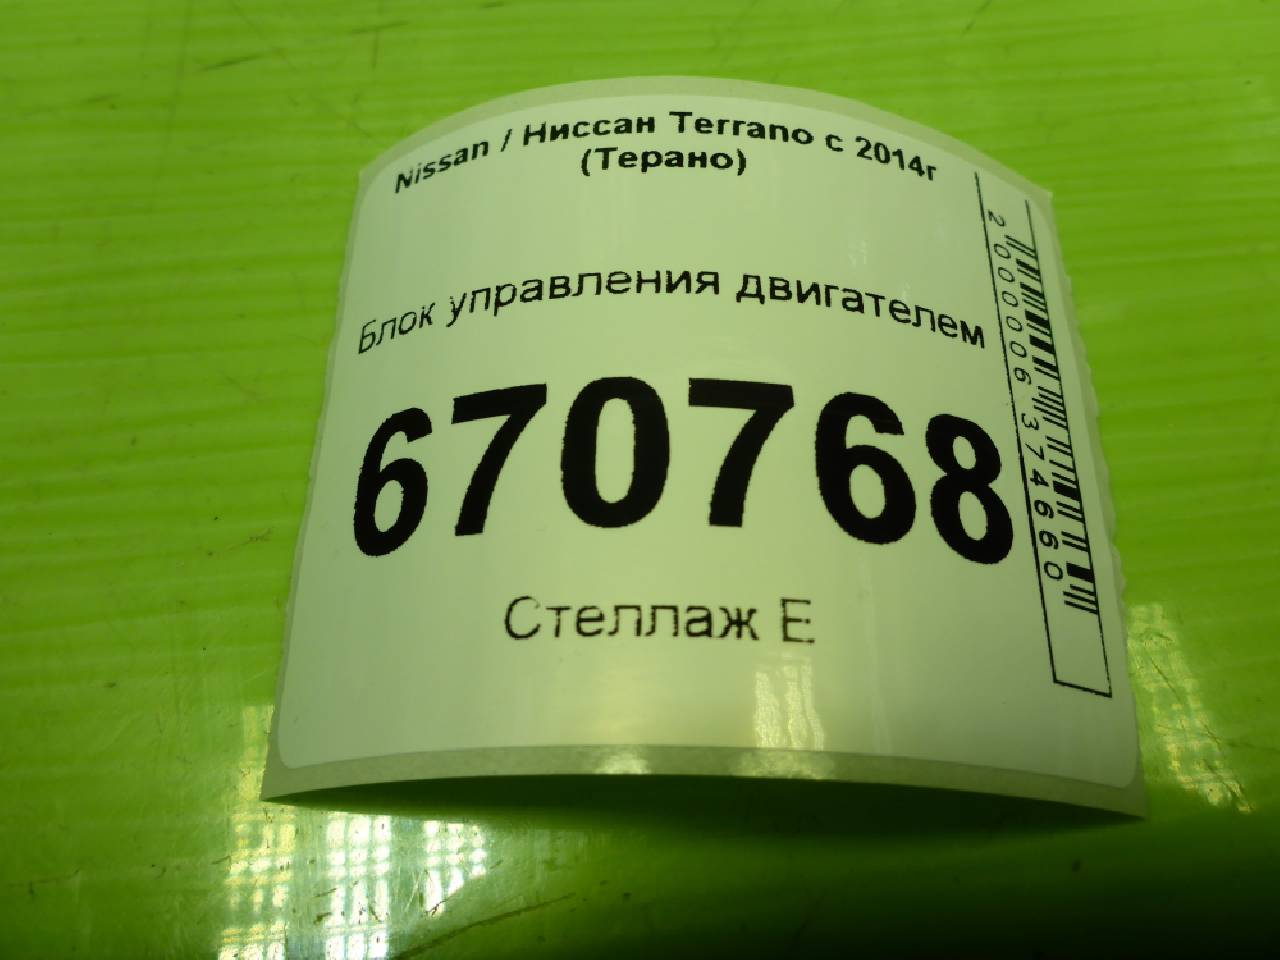 Nissan / Ниссан Terrano с 2014г
(Терано)
Блок управления двигателем
670768
Стеллаж Е
2000006374660